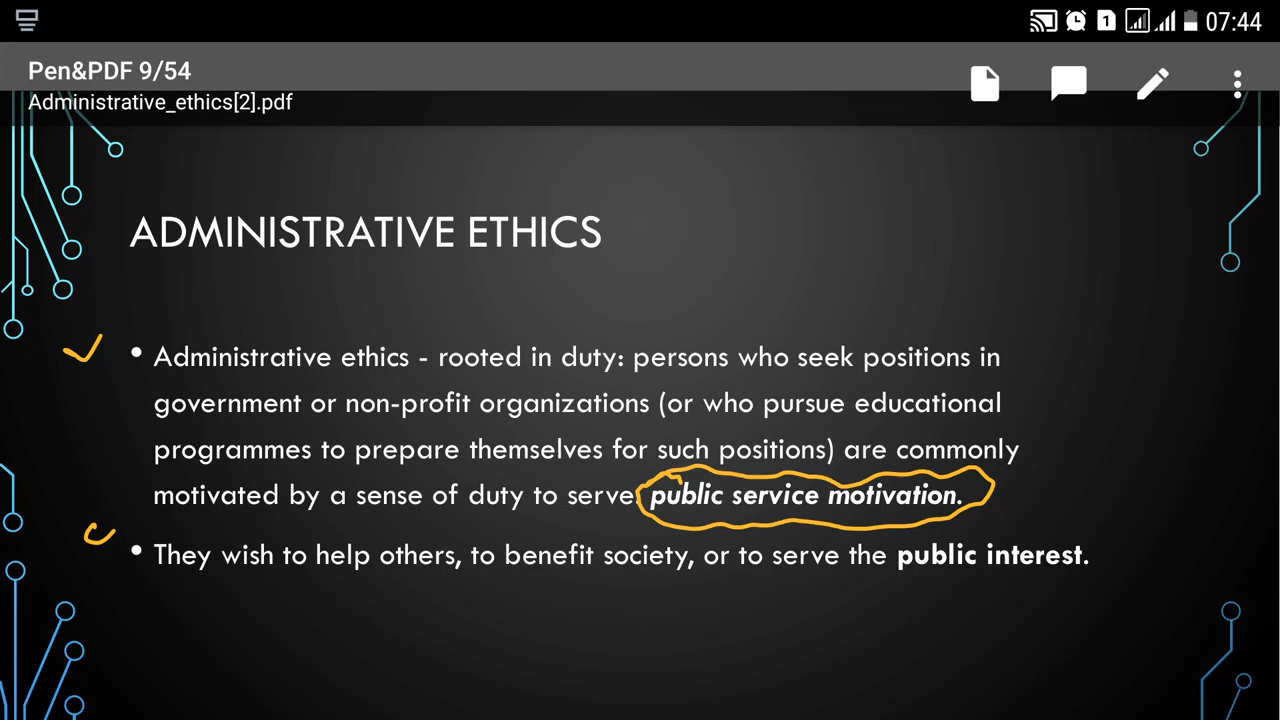 1 07:44
Pen&PDF 9/54
Administrative_ethics[2].pdf
ADMINISTRATIVE ETHICS
• Administrative ethics - rooted in duty: persons who seek positions in
government or non-profit organizations (or who pursue educational
programmes to prepare themselves for such positions) are commonly
motivated by a sense of duty to serve: public service motivation.
• They wish to help others, to benefit society, or to serve the public interest.